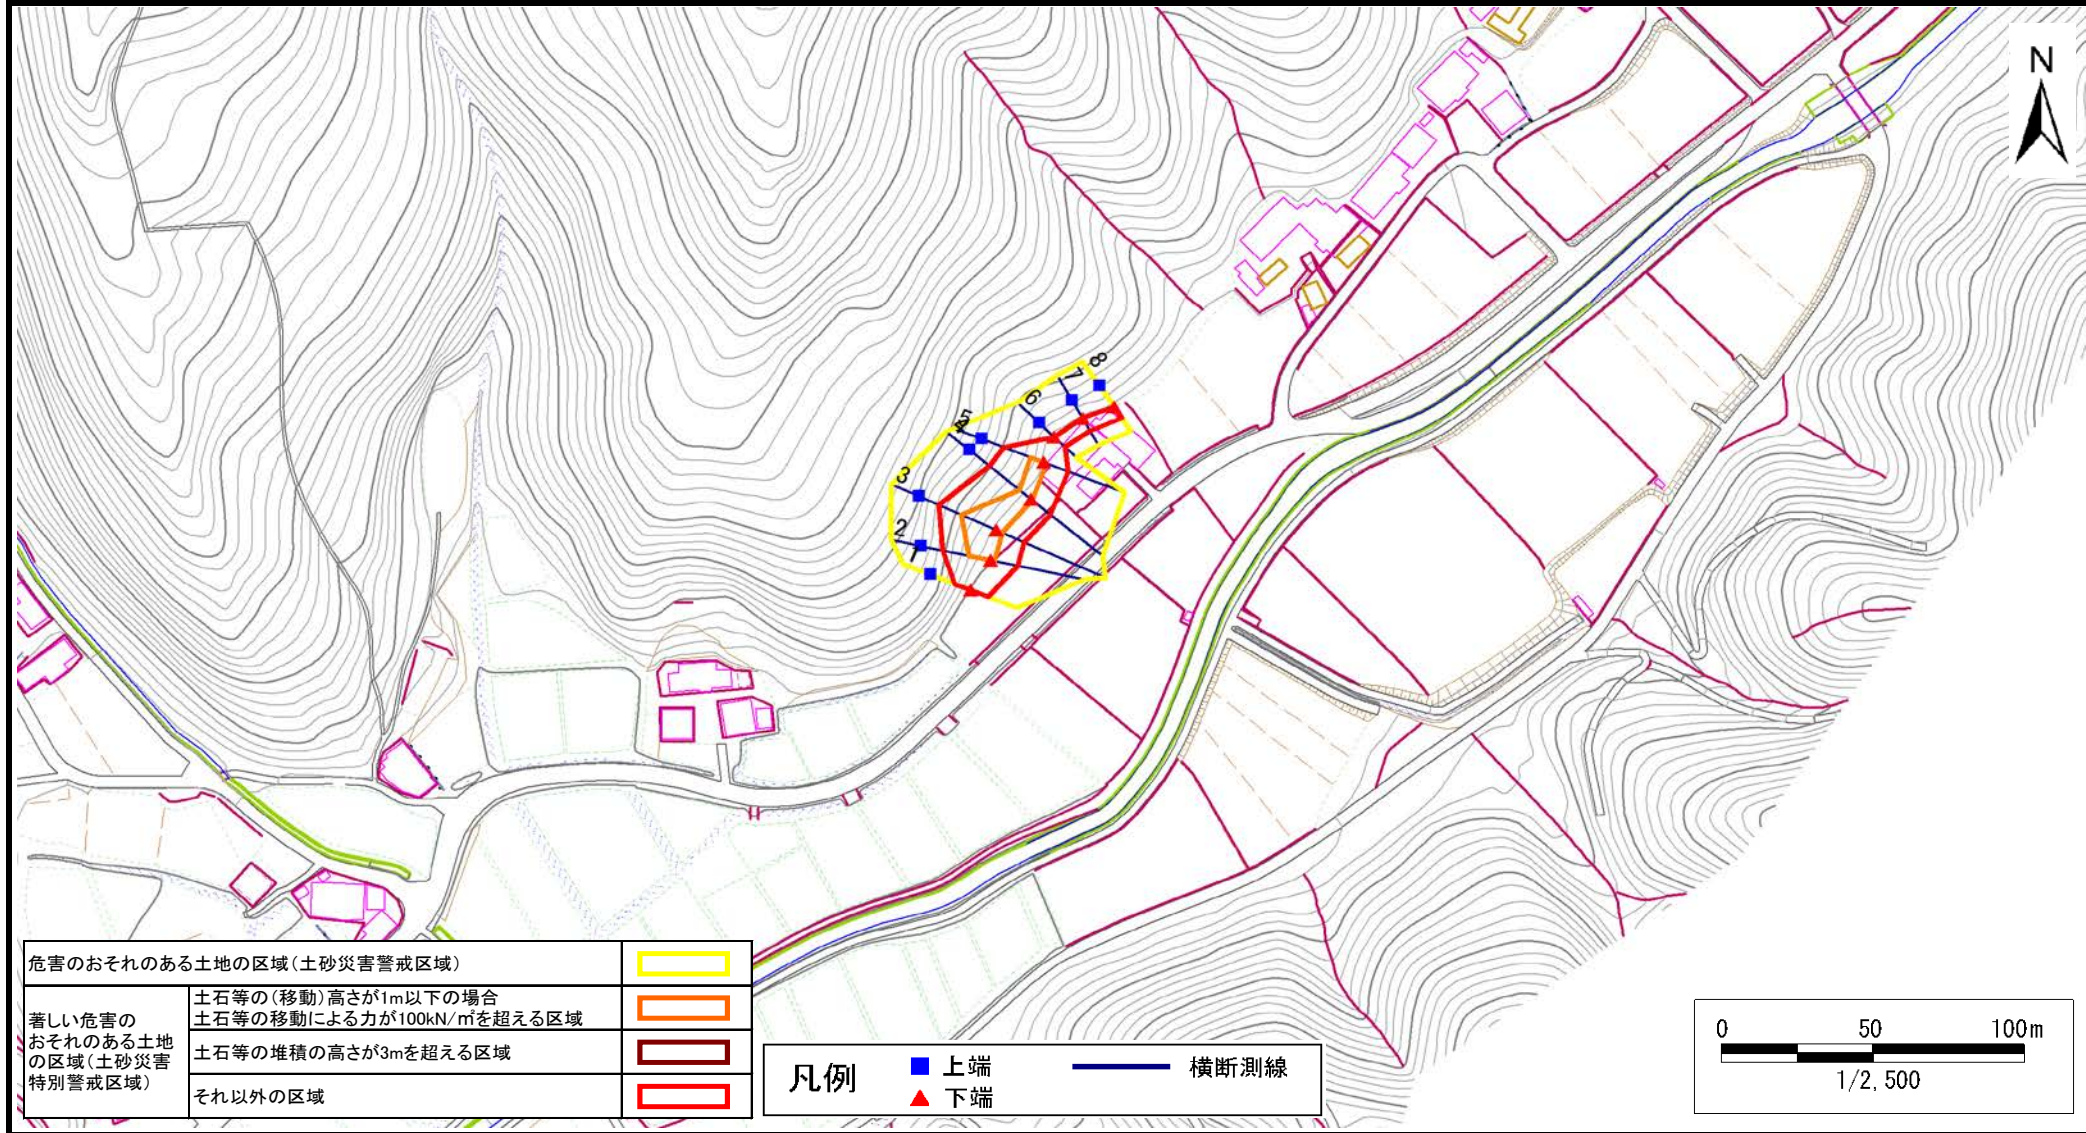 N
8
7
6
5
4
3
2
1
危害のおそれのある土地の区域(土砂災害警戒区域)
著しい危害の
おそれのある土地
の区域(土砂災害
特別警戒区域)
土石等の(移動)高さが1m以下の場合
土石等の移動による力が100kN/㎡を超える区域
土石等の堆積の高さが3mを超える区域
それ以外の区域
凡例
上端
下端
横断測線
0 50 100m
1/2,500